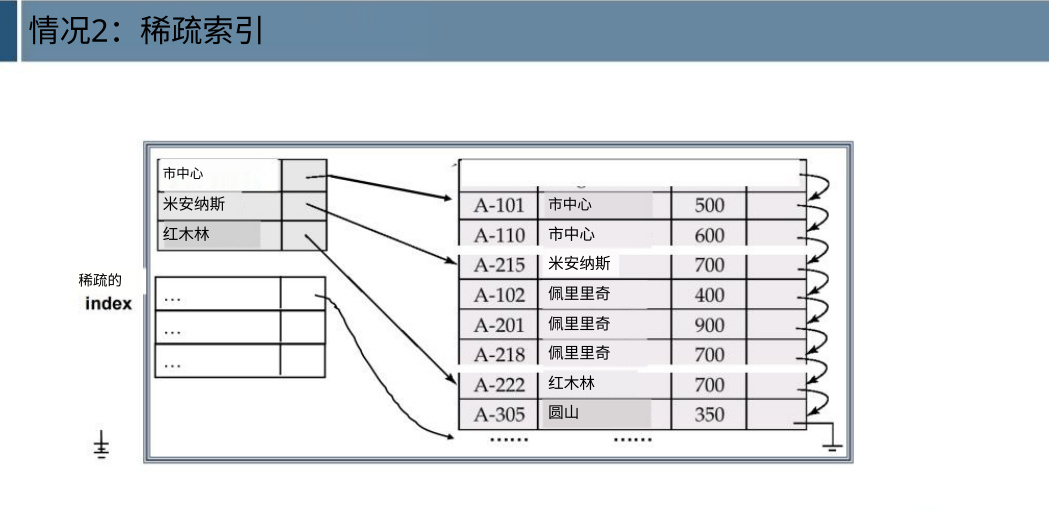 情况2：稀疏索引
市中心
米安纳斯
红木林
稀疏的
index
...
...
...
A-101 市中心 500
A-110 市中心 600
A-215 米安纳斯 700
A-102 佩里里奇 400
A-201 佩里里奇 900
A-218 佩里里奇 700
A-222 红木林 700
A-305 圆山 350
...... ......